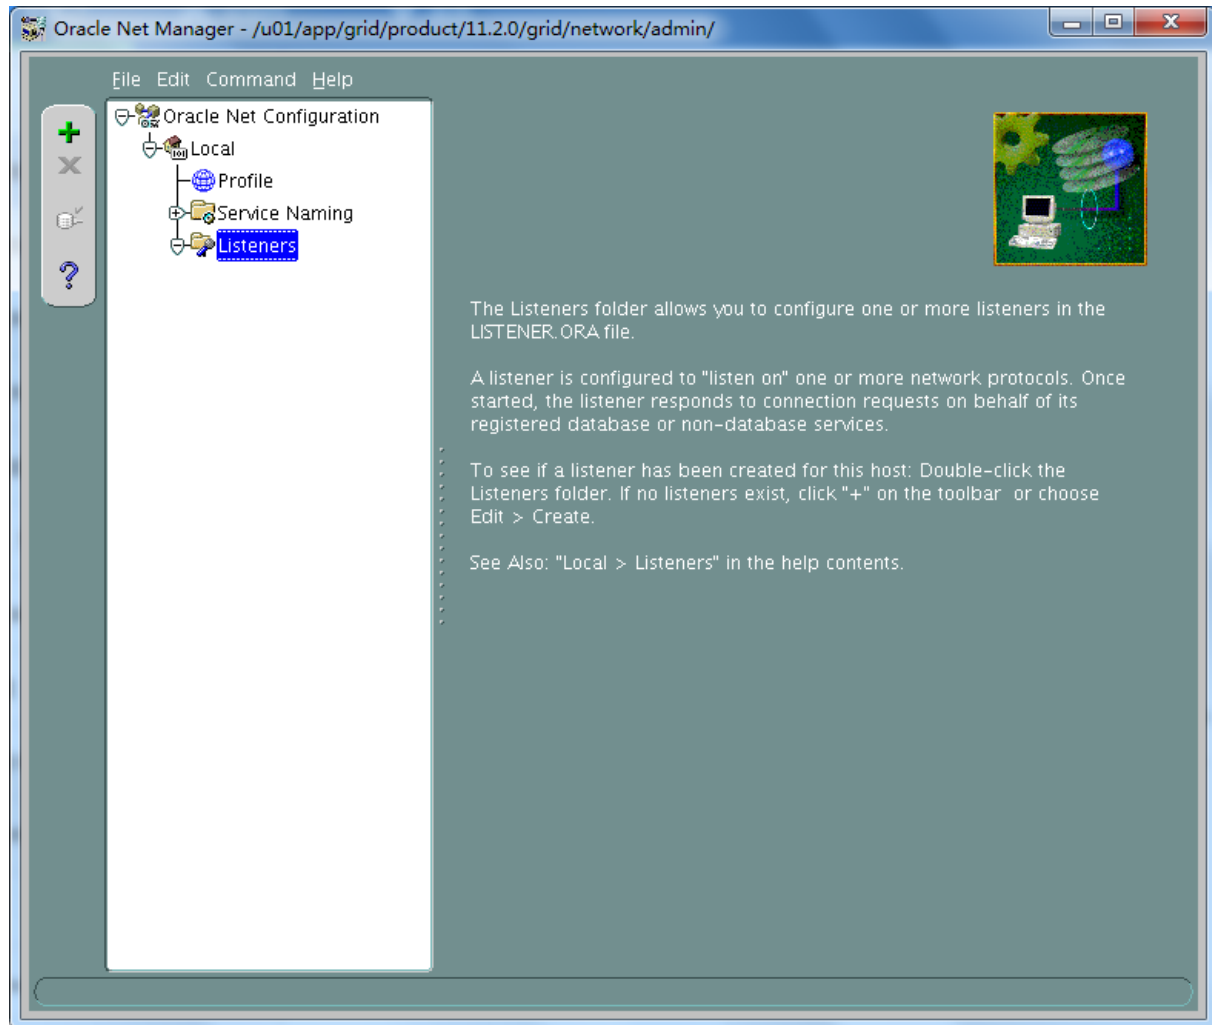 Oracle Net Manager - /u01/app/grid/product/11.2.0/grid/network/admin/
File Edit Command Help
Oracle Net Configuration
Local
Profile
Service Naming
Listeners
The Listeners folder allows you to configure one or more listeners in the
LISTENER.ORA file.
A listener is configured to "listen on" one or more network protocols. Once
started, the listener responds to connection requests on behalf of its
registered database or non-database services.
To see if a listener has been created for this host: Double-click the
Listeners folder. If no listeners exist, click "+" on the toolbar or choose
Edit > Create.
See Also: "Local > Listeners" in the help contents.